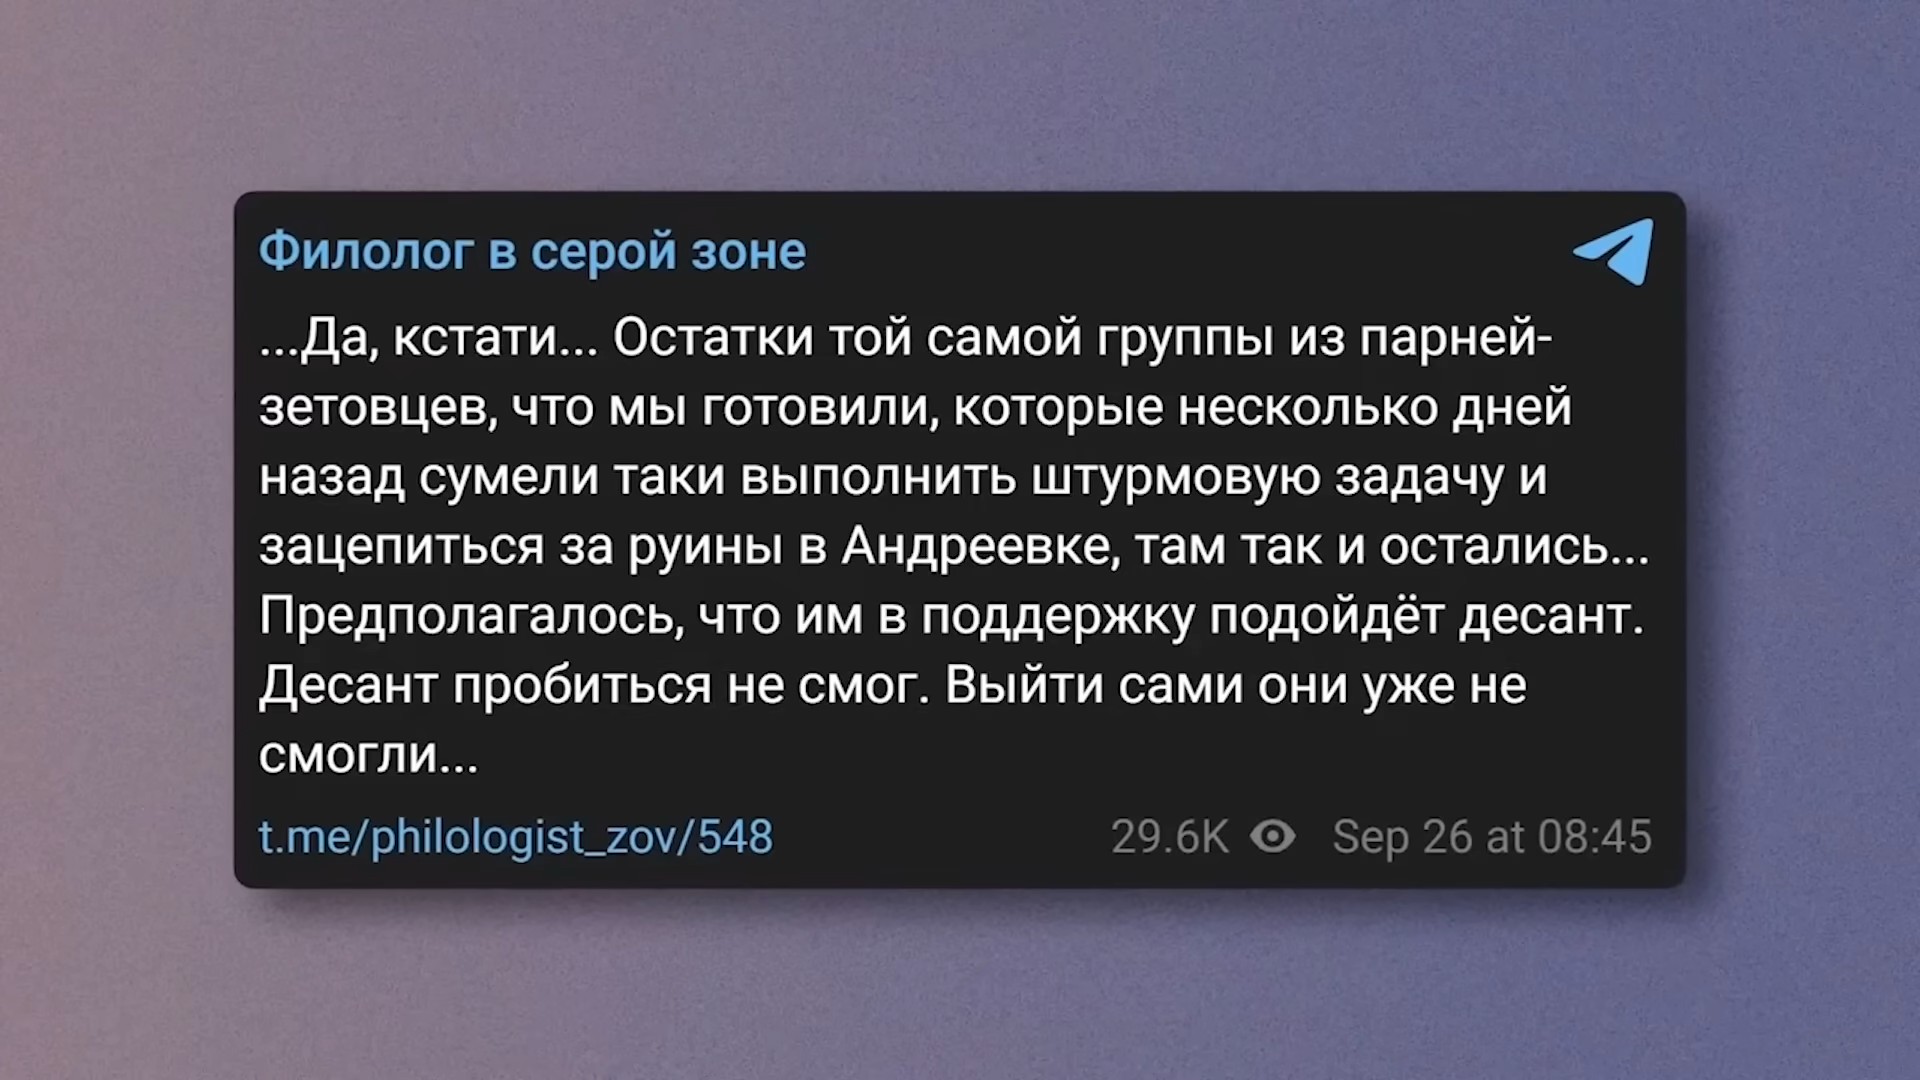 Филолог в серой зоне
...Да, кстати... Остатки той самой группы из парней-
зетовцев, что мы готовили, которые несколько дней
назад сумели таки выполнить штурмовую задачу и
зацепиться за руины в Андреевке, там так и остались...
Предполагалось, что им в поддержку подойдёт десант.
Десант пробиться не смог. Выйти сами они уже не
смогли...
t.me/philologist_zov/548 29.6K Sep 26 at 08:45